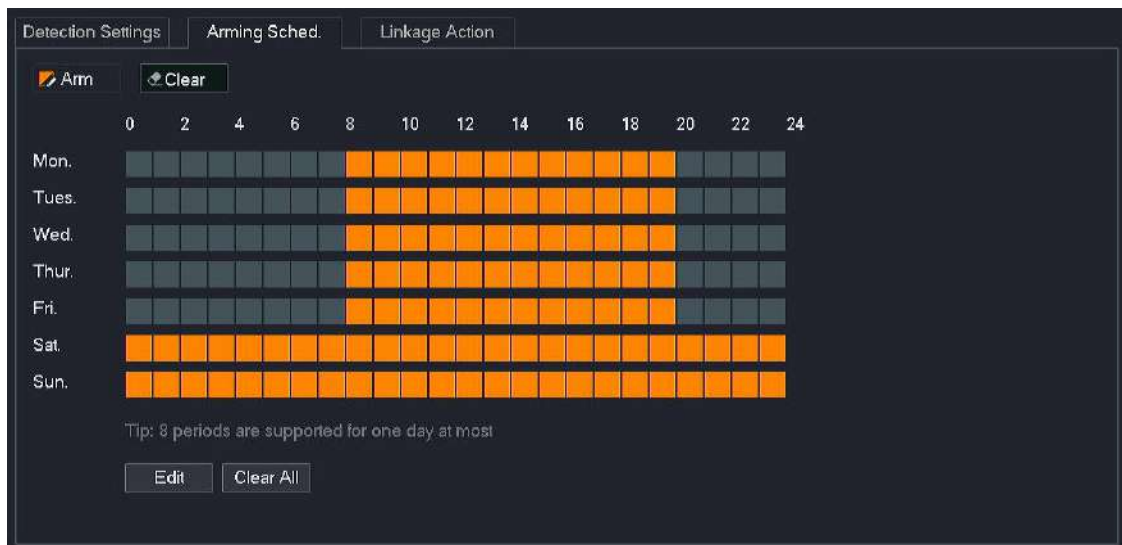 Detection Settings Arming Sched. Linkage Action
Arm Clear
0 2 4 6 8 10 12 14 16 18 20 22 24
Mon.
Tues.
Wed.
Thur.
Fri.
Sat.
Sun.
Tip: 8 periods are supported for one day at most
Edit Clear All